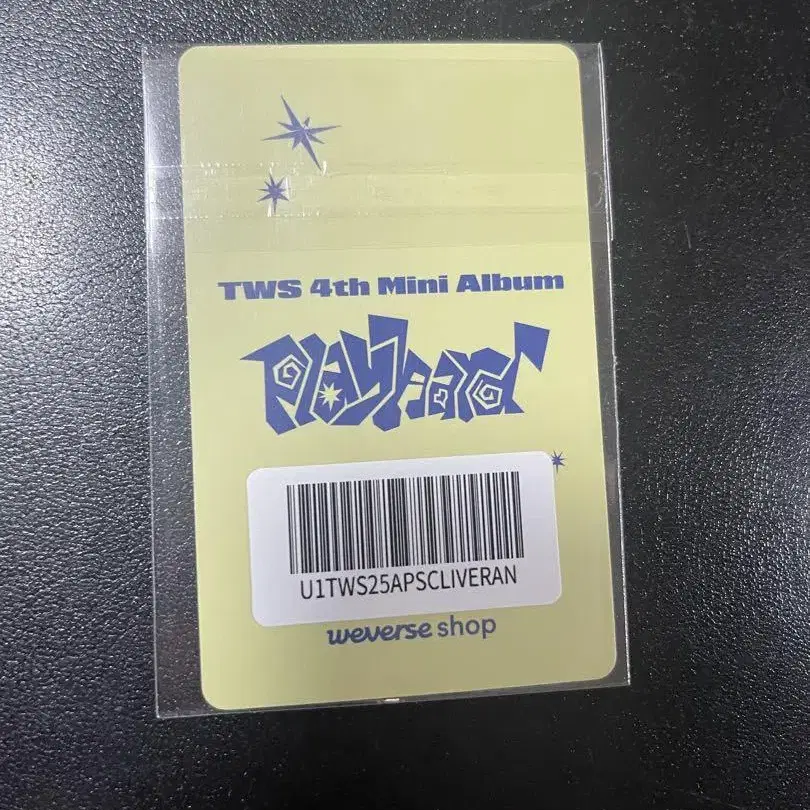 TWS 4th Mini Album
play hard
U1TWS25APSCLIVERAN
weverse shop